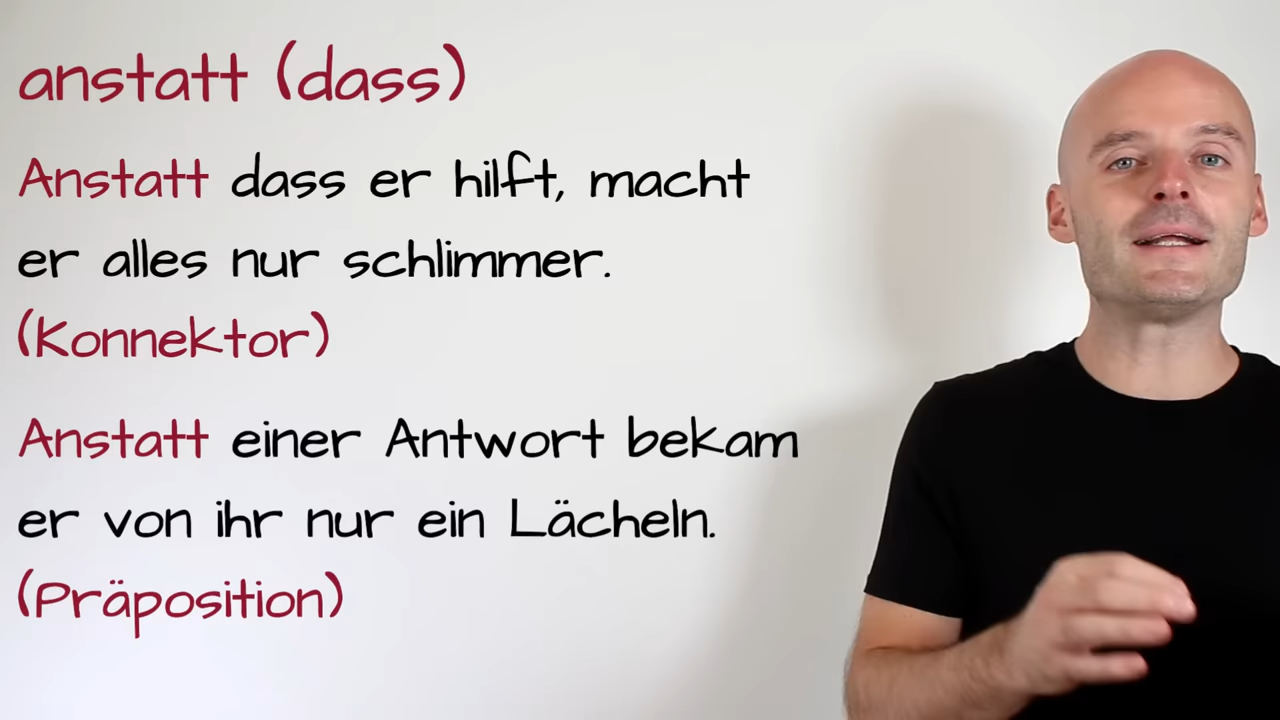 anstatt (dass)
Anstatt dass er hilft, macht
er alles nur schlimmer.
(Konnektor)
Anstatt einer Antwort bekam
er von ihr nur ein Lächeln.
(Präposition)